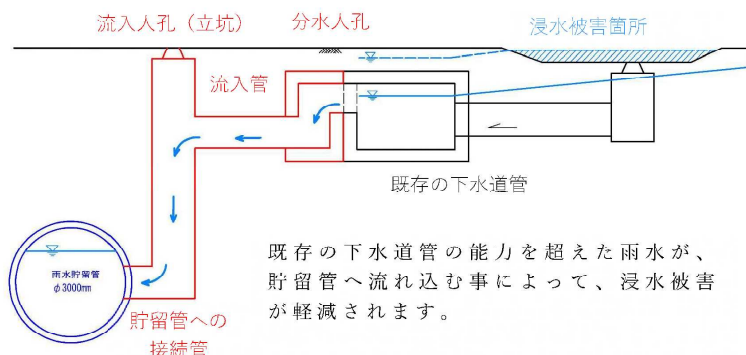 流入人孔（立坑）
分水人孔
浸水被害箇所
流入管
既存の下水道管
雨水貯留管
φ3000mm
貯留管への
接続管
既存の下水道管の能力を超えた雨水が、
貯留管へ流れ込む事によって、浸水被害
が軽減されます。